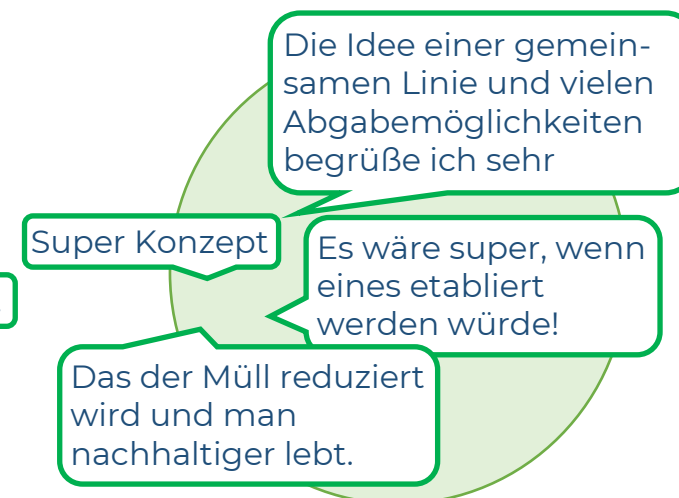 Die Idee einer gemein-
samen Linie und vielen
Abgabemöglichkeiten
begrüße ich sehr
Super Konzept
Es wäre super, wenn
eines etabliert
werden würde!
Das der Müll reduziert
wird und man
nachhaltiger lebt.